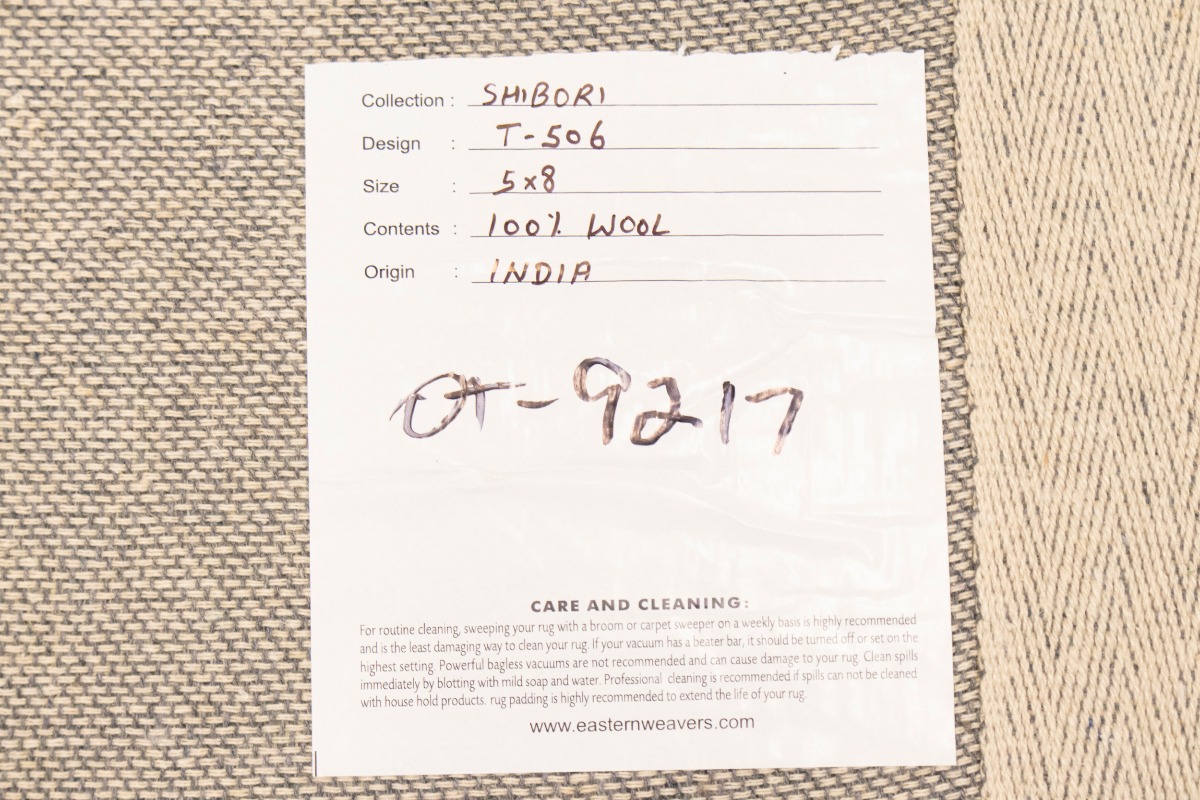 Collection : SHIBORI
Design : T-506
Size : 5x8
Contents : 100% WOOL
Origin : INDIA
OT-9217
CARE AND CLEANING:
For routine cleaning, sweeping your rug with a broom or carpet sweeper on a weekly basis is highly recommended
and is the least damaging way to clean your rug. If your vacuum has a beater bar, it should be turned off or set on the
highest setting. Powerful bagless vacuums are not recommended and can cause damage to your rug. Clean spills
immediately by blotting with mild soap and water. Professional cleaning is recommended if spills can not be cleaned
with house hold products. rug padding is highly recommended to extend the life of your rug.
www.easternweavers.com